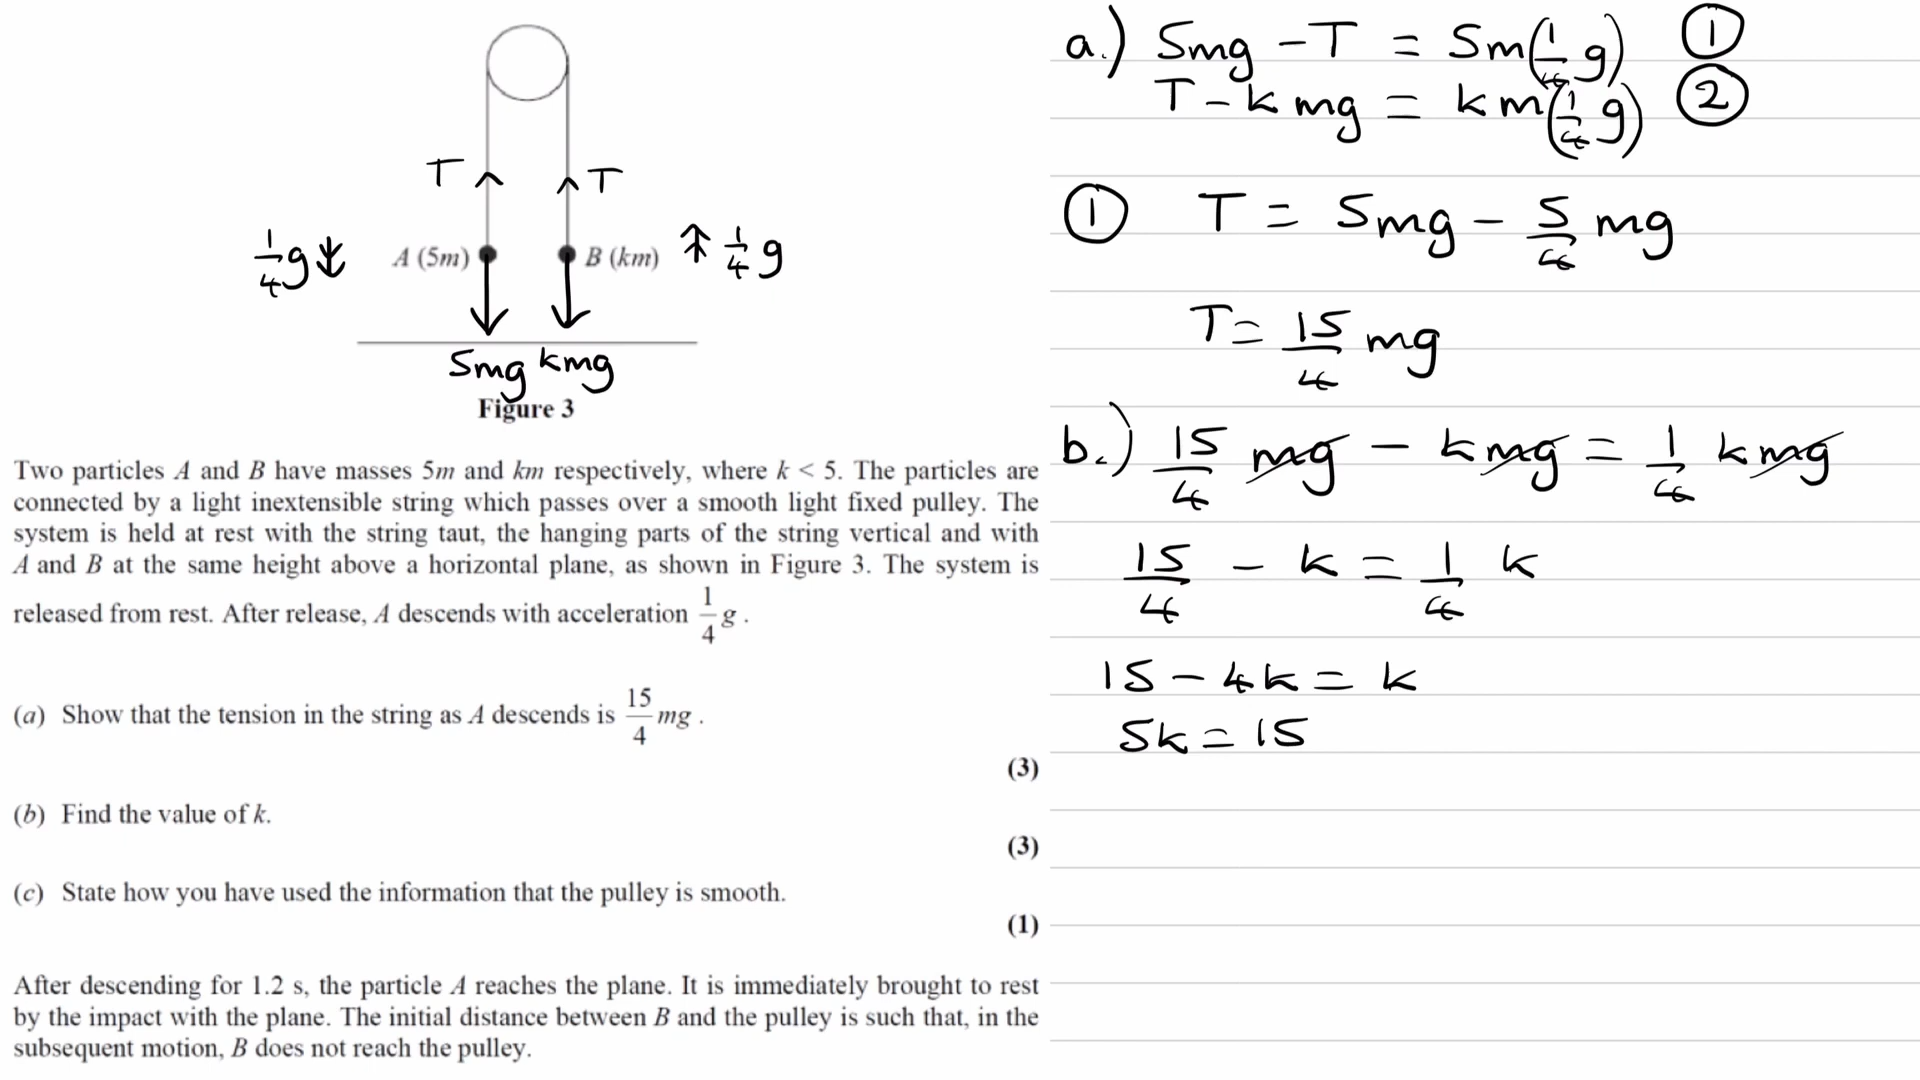 T
T
1/4 g
A (5m)
B (km)
1/4 g
5mg kmg
Figure 3
Two particles A and B have masses 5m and km respectively, where k < 5. The particles are
connected by a light inextensible string which passes over a smooth light fixed pulley. The
system is held at rest with the string taut, the hanging parts of the string vertical and with
A and B at the same height above a horizontal plane, as shown in Figure 3. The system is
released from rest. After release, A descends with acceleration 1/4 g .
(a) Show that the tension in the string as A descends is 15/4 mg .
(3)
(b) Find the value of k.
(3)
(c) State how you have used the information that the pulley is smooth.
(1)
After descending for 1.2 s, the particle A reaches the plane. It is immediately brought to rest
by the impact with the plane. The initial distance between B and the pulley is such that, in the
subsequent motion, B does not reach the pulley.
a.) 5mg - T = 5m(1/4 g) ①
T - kmg = km(1/4 g) ②
① T = 5mg - 5/4 mg
T = 15/4 mg
b.) 15/4 mg - kmg = 1/4 kmg
15/4 - k = 1/4 k
15 - 4k = k
5k = 15